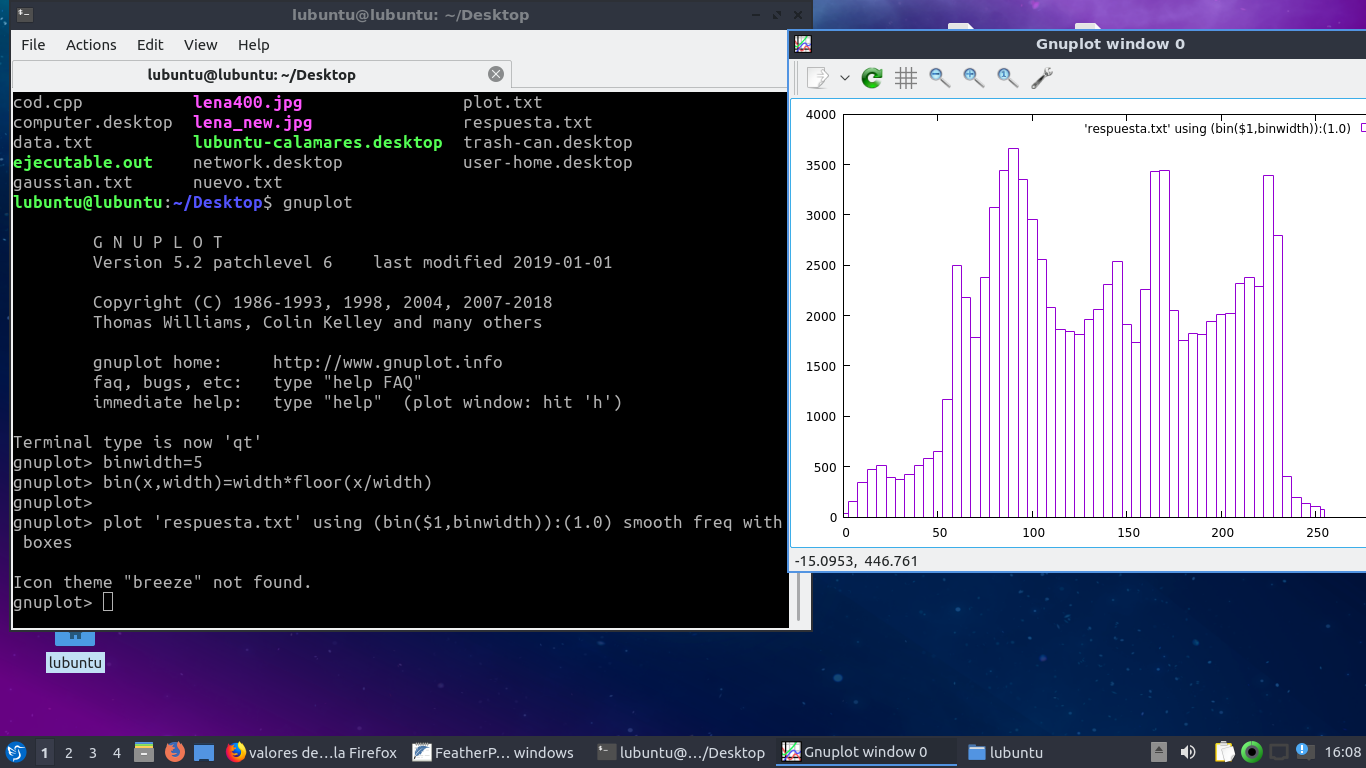 lubuntu@lubuntu: ~/Desktop
File Actions Edit View Help
lubuntu@lubuntu: ~/Desktop
cod.cpp lena400.jpg plot.txt
computer.desktop lena_new.jpg respuesta.txt
data.txt lubuntu-calamares.desktop trash-can.desktop
ejecutable.out network.desktop user-home.desktop
gaussian.txt nuevo.txt
lubuntu@lubuntu:~/Desktop$ gnuplot
G N U P L O T
Version 5.2 patchlevel 6 last modified 2019-01-01
Copyright (C) 1986-1993, 1998, 2004, 2007-2018
Thomas Williams, Colin Kelley and many others
gnuplot home: http://www.gnuplot.info
faq, bugs, etc: type "help FAQ"
immediate help: type "help" (plot window: hit 'h')
Terminal type is now 'qt'
gnuplot> binwidth=5
gnuplot> bin(x,width)=width*floor(x/width)
gnuplot>
gnuplot> plot 'respuesta.txt' using (bin($1,binwidth)):(1.0) smooth freq with
boxes
Icon theme "breeze" not found.
gnuplot>
Gnuplot window 0
'respuesta.txt' using (bin($1,binwidth)):(1.0)
4000
3500
3000
2500
2000
1500
1000
500
0
0 50 100 150 200 250
-15.0953, 446.761
lubuntu
1 2 3 4 valores de...la Firefox FeatherP... windows lubuntu@.../Desktop Gnuplot window 0 lubuntu 16:08